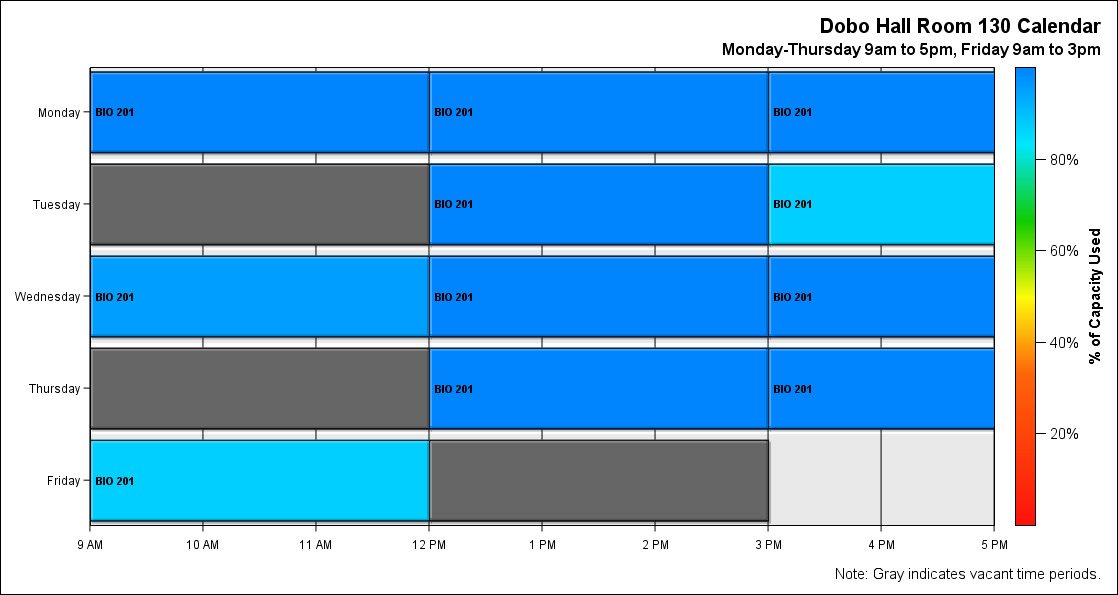 Dobo Hall Room 130 Calendar
Monday-Thursday 9am to 5pm, Friday 9am to 3pm
Monday
BIO 201
BIO 201
BIO 201
Tuesday
BIO 201
BIO 201
Wednesday
BIO 201
BIO 201
BIO 201
Thursday
BIO 201
BIO 201
Friday
BIO 201
9 AM
10 AM
11 AM
12 PM
1 PM
2 PM
3 PM
4 PM
5 PM
80%
60%
40%
20%
% of Capacity Used
Note: Gray indicates vacant time periods.